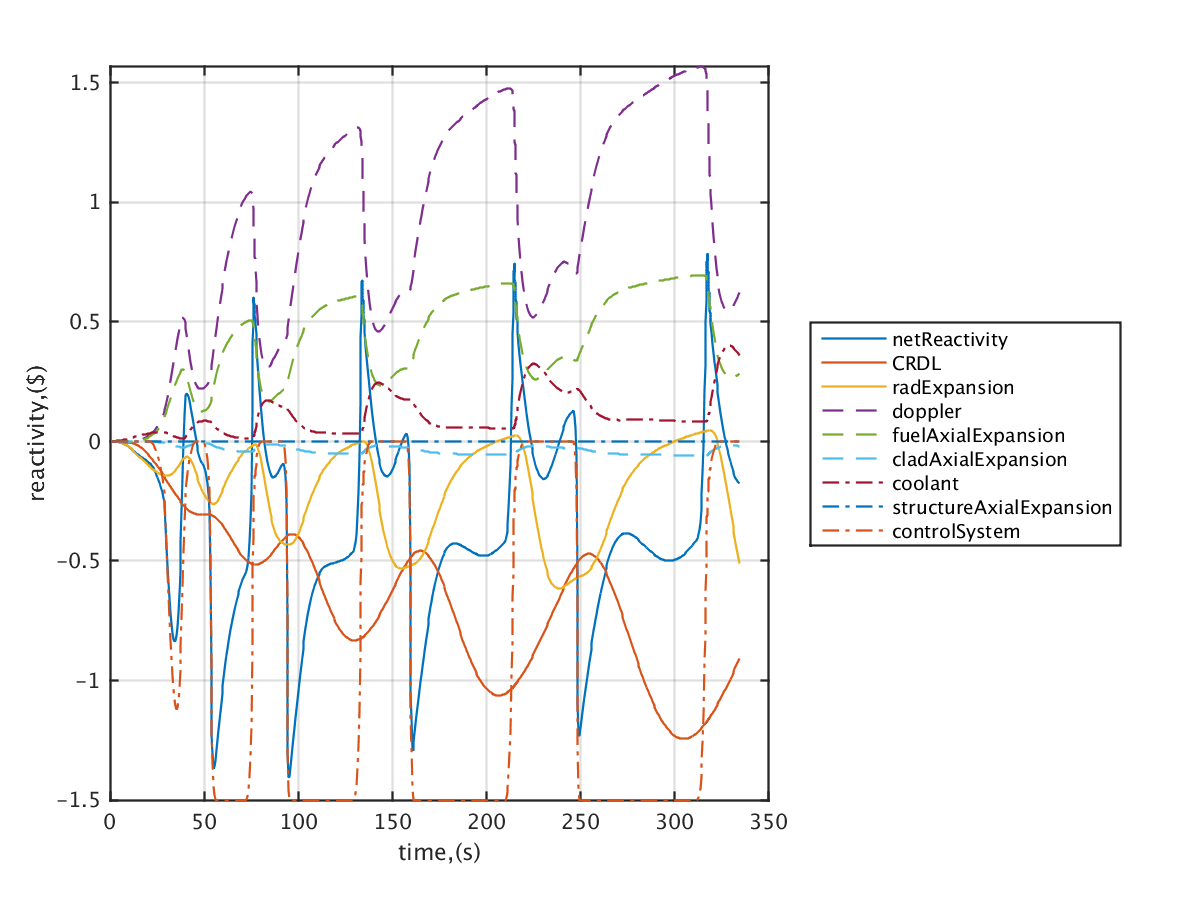 1.5
1
0.5
0
−0.5
−1
−1.5
reactivity,($)
0
50
100
150
200
250
300
350
time,(s)
netReactivity
CRDL
radExpansion
doppler
fuelAxialExpansion
cladAxialExpansion
coolant
structureAxialExpansion
controlSystem